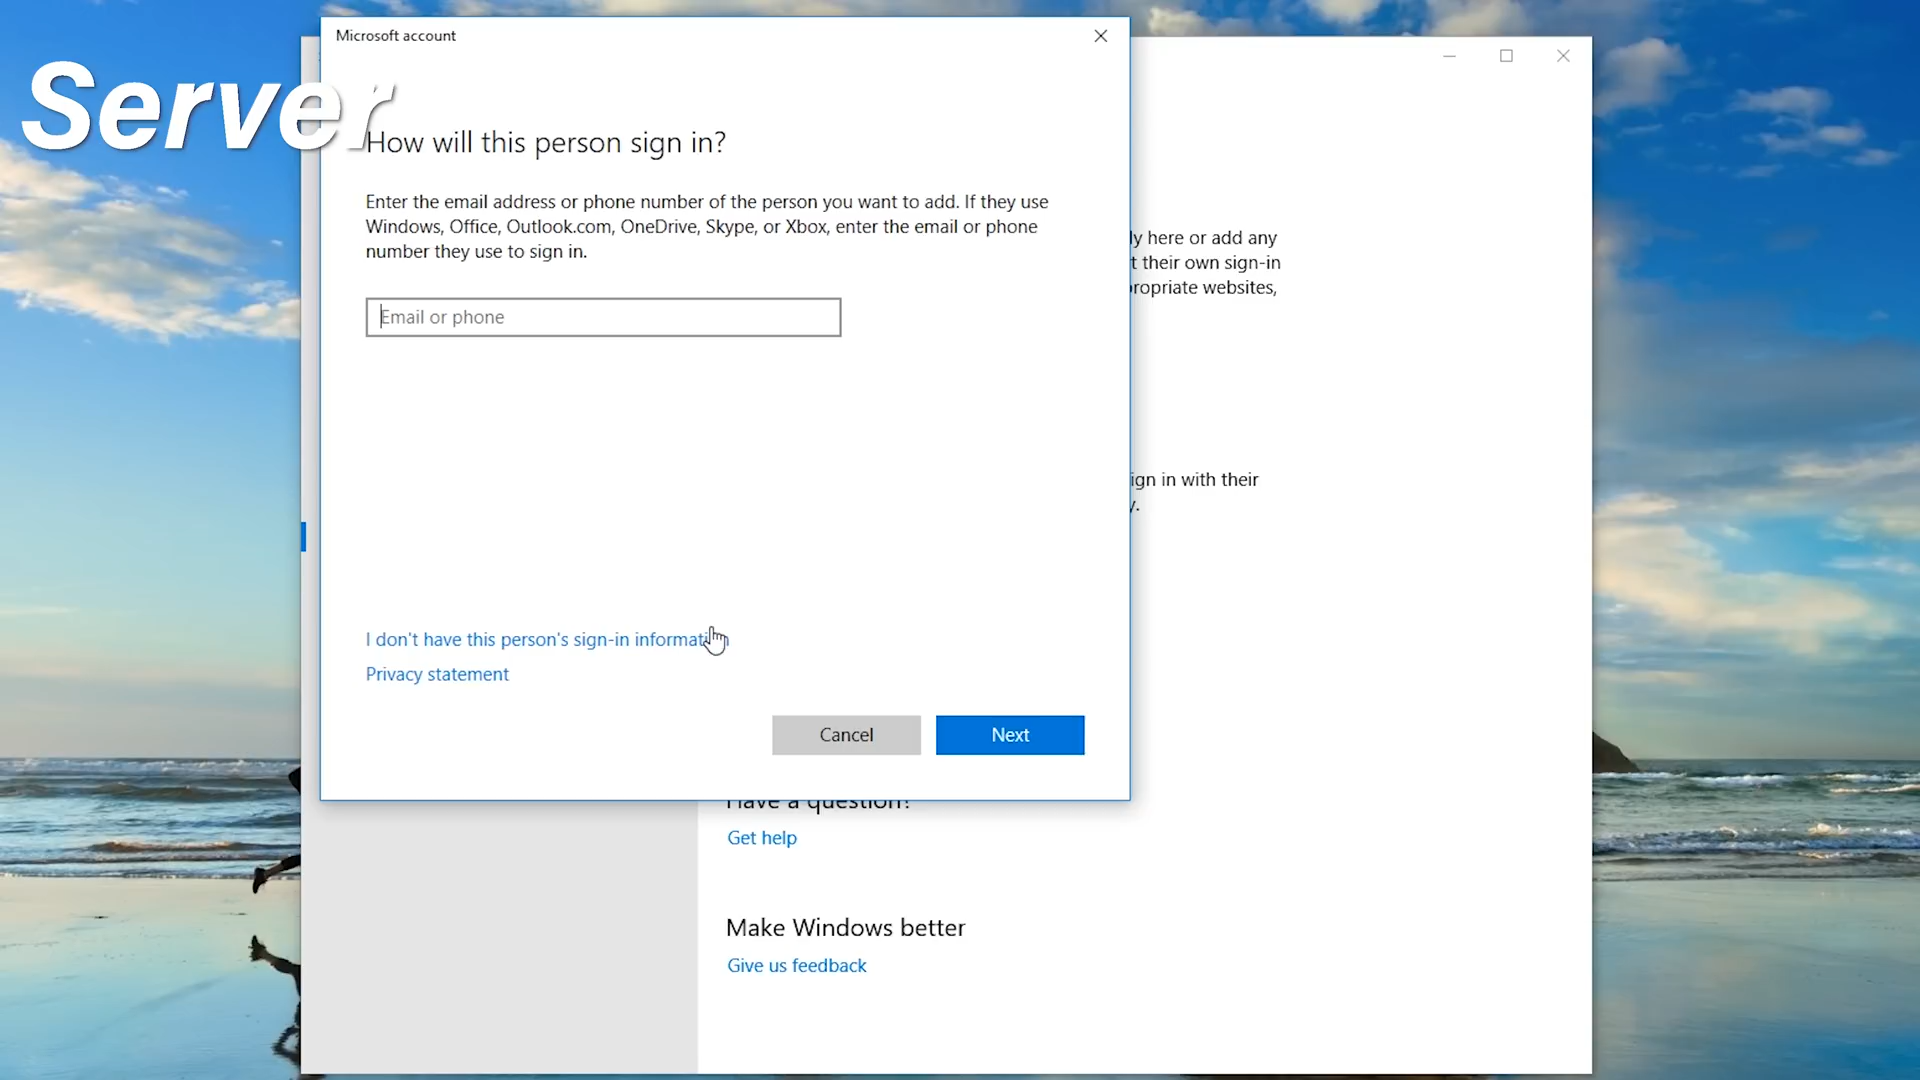 Microsoft account
Server
How will this person sign in?
Enter the email address or phone number of the person you want to add. If they use
Windows, Office, Outlook.com, OneDrive, Skype, or Xbox, enter the email or phone
number they use to sign in.
Email or phone
here or add any
their own sign-in
websites,
in with their
I don't have this person's sign-in information
Privacy statement
Cancel
Next
Have a question?
Get help
Make Windows better
Give us feedback